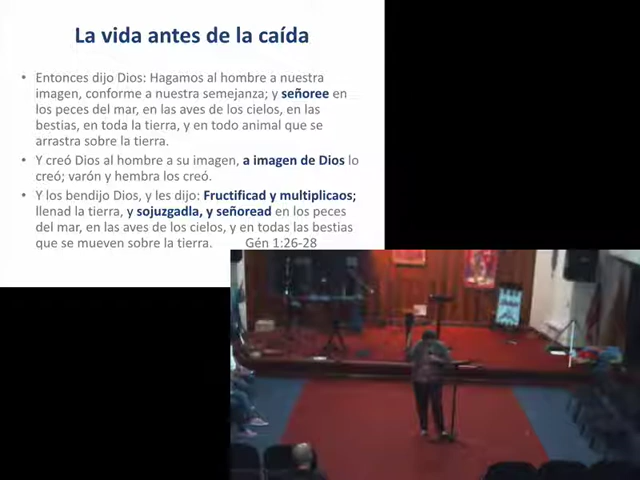 La vida antes de la caída
• Entonces dijo Dios: Hagamos al hombre a nuestra
imagen, conforme a nuestra semejanza; y señoree en
los peces del mar, en las aves de los cielos, en las
bestias, en toda la tierra, y en todo animal que se
arrastra sobre la tierra.
• Y creó Dios al hombre a su imagen, a imagen de Dios lo
creó; varón y hembra los creó.
• Y los bendijo Dios, y les dijo: Fructificad y multiplicaos;
llenad la tierra, y sojuzgadla, y señoread en los peces
del mar, en las aves de los cielos, y en todas las bestias
que se mueven sobre la tierra. Gén 1:26-28